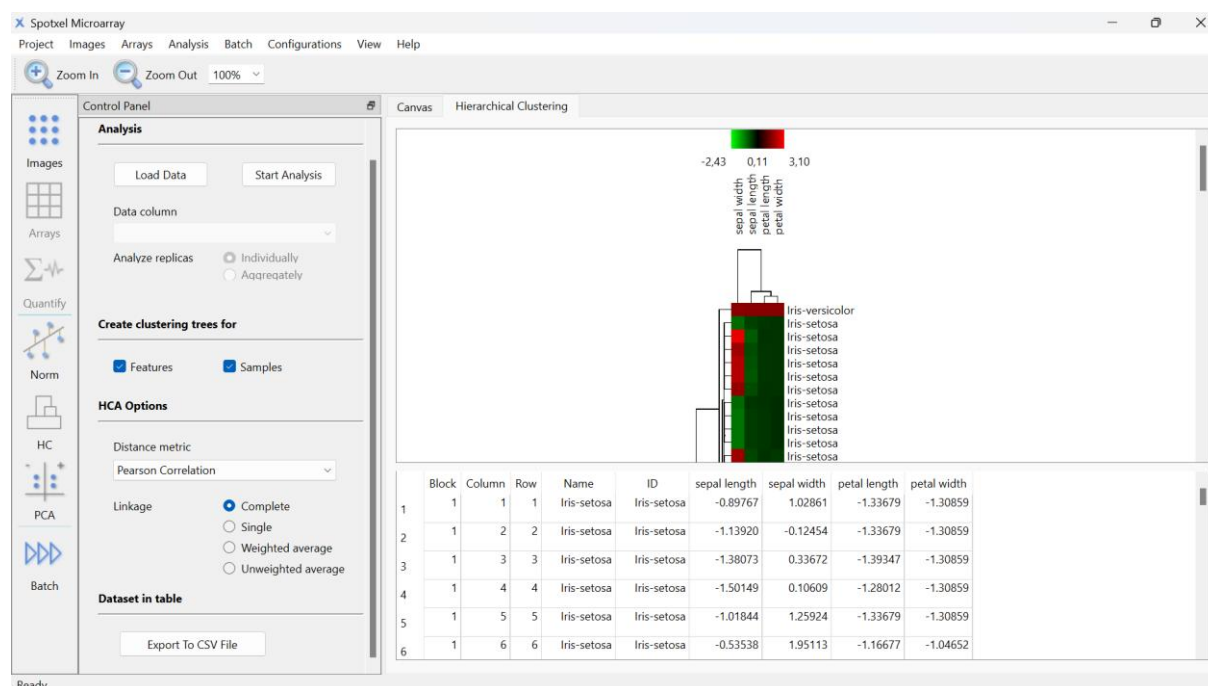 Spotxel Microarray
Project Images Arrays Analysis Batch Configurations View Help
Zoom In Zoom Out 100%
Control Panel
Canvas Hierarchical Clustering
Images
Arrays
Quantify
Norm
HC
PCA
Batch
Analysis
Load Data Start Analysis
Data column
Analyze replicas Individually
Aggregately
Create clustering trees for
Features Samples
HCA Options
Distance metric
Pearson Correlation
Linkage Complete
Single
Weighted average
Unweighted average
Dataset in table
Export To CSV File
-2,43 0,11 3,10
sepal width
sepal length
petal length
petal width
Iris-versicolor
Iris-setosa
Iris-setosa
Iris-setosa
Iris-setosa
Iris-setosa
Iris-setosa
Iris-setosa
Iris-setosa
Iris-setosa
Iris-setosa
Iris-setosa
Block Column Row Name ID sepal length sepal width petal length petal width
1 1 1 1 Iris-setosa Iris-setosa -0.89767 1.02861 -1.33679 -1.30859
2 1 2 2 Iris-setosa Iris-setosa -1.13920 -0.12454 -1.33679 -1.30859
3 1 3 3 Iris-setosa Iris-setosa -1.38073 0.33672 -1.39347 -1.30859
4 1 4 4 Iris-setosa Iris-setosa -1.50149 0.10609 -1.28012 -1.30859
5 1 5 5 Iris-setosa Iris-setosa -1.01844 1.25924 -1.33679 -1.30859
6 1 6 6 Iris-setosa Iris-setosa -0.53538 1.95113 -1.16677 -1.04652
Ready